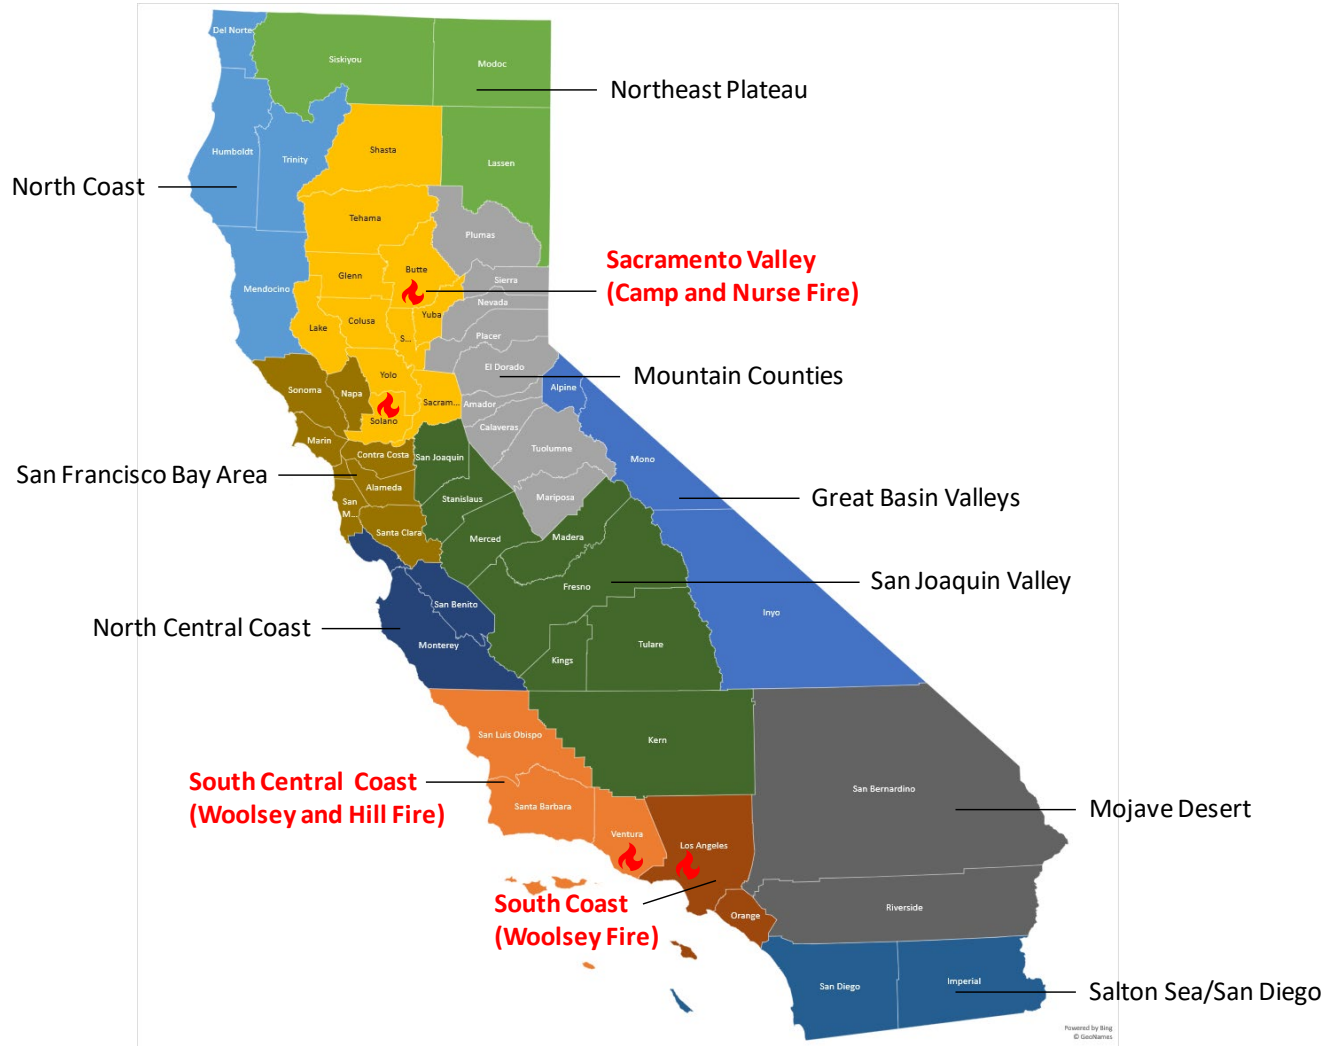 Del Norte
Siskiyou
Modoc
Northeast Plateau
Shasta
Humboldt
Trinity
Lassen
North Coast
Tehama
Plumas
Sacramento Valley
(Camp and Nurse Fire)
Butte
Glenn
Sierra
Mendocino
Nevada
Yuba
Colusa
Lake
S...
Placer
El Dorado
Mountain Counties
Yolo
Alpine
Sonoma
Napa
Sacram...
Amador
Solano
Calaveras
Marin
Tuolumne
Contra Costa
San Joaquin
Mono
San Francisco Bay Area
Alameda
Stanislaus
Mariposa
Great Basin Valleys
San
M...
Santa Clara
Merced
Madera
Fresno
San Joaquin Valley
San Benito
Inyo
North Central Coast
Monterey
Tulare
Kings
San Luis Obispo
Kern
South Central Coast
(Woolsey and Hill Fire)
San Bernardino
Santa Barbara
Mojave Desert
Ventura
Los Angeles
South Coast
(Woolsey Fire)
Orange
Riverside
San Diego
Imperial
Salton Sea/San Diego
Powered by Bing
© GeoNames